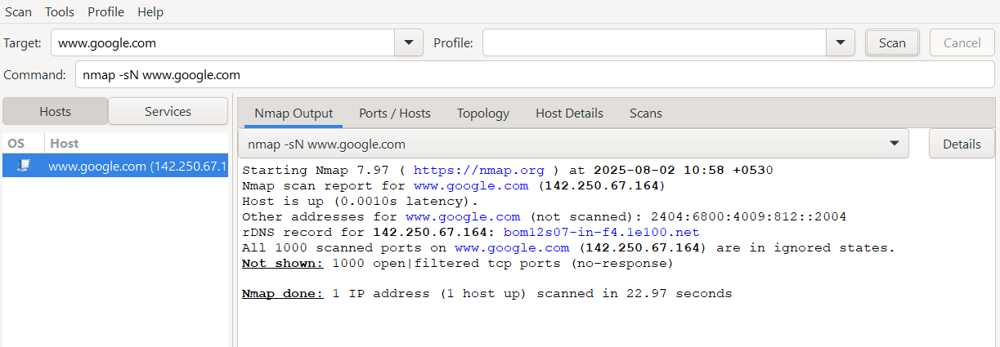 Scan Tools Profile Help
Target: www.google.com Profile: Scan Cancel
Command: nmap -sN www.google.com
Hosts Services
Nmap Output Ports / Hosts Topology Host Details Scans
OS Host
nmap -sN www.google.com Details
www.google.com (142.250.67.1
Starting Nmap 7.97 ( https://nmap.org ) at 2025-08-02 10:58 +0530
Nmap scan report for www.google.com (142.250.67.164)
Host is up (0.0010s latency).
Other addresses for www.google.com (not scanned): 2404:6800:4009:812::2004
rDNS record for 142.250.67.164: bom12s07-in-f4.1e100.net
All 1000 scanned ports on www.google.com (142.250.67.164) are in ignored states.
Not shown: 1000 open|filtered tcp ports (no-response)
Nmap done: 1 IP address (1 host up) scanned in 22.97 seconds